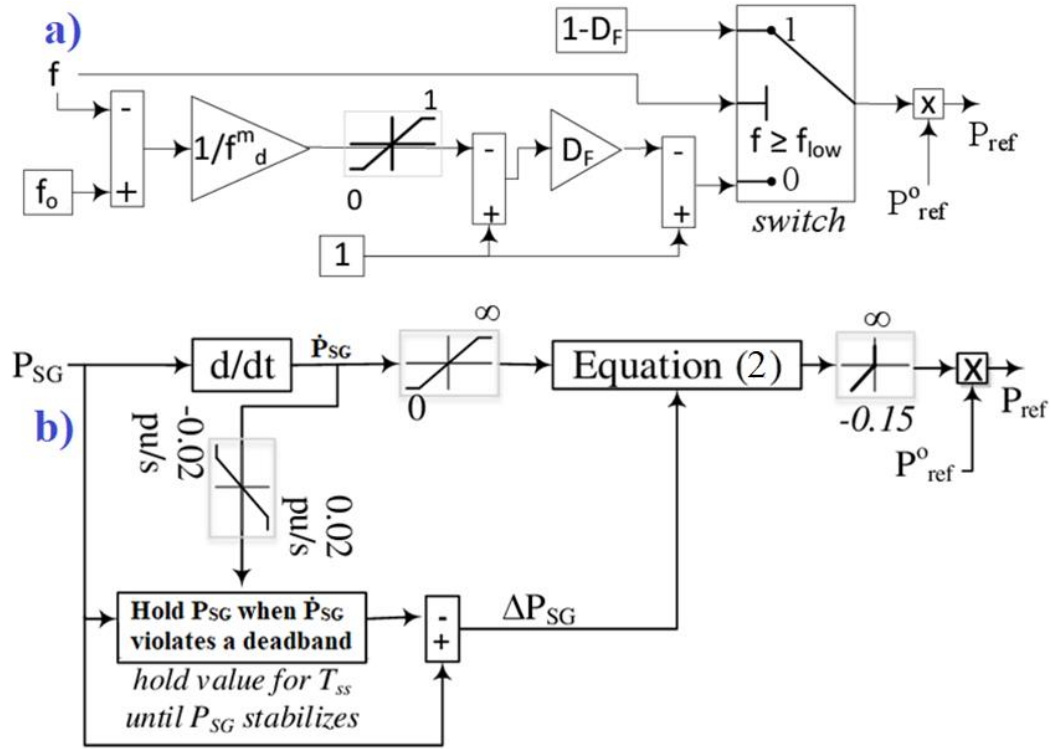 a)
1-D_F
1
f
-
+
1/f^m_d
1
0
-
+
D_F
-
+
f ≥ f_low
0
switch
X
P_ref
P^o_ref
f_o
1
b)
P_SG
d/dt
Ṗ_SG
∞
0
Equation (2)
∞
-0.15
X
P_ref
P^o_ref
-0.02
pu/s
0.02
pu/s
Hold P_SG when Ṗ_SG
violates a deadband
-
+
ΔP_SG
hold value for T_ss
until P_SG stabilizes